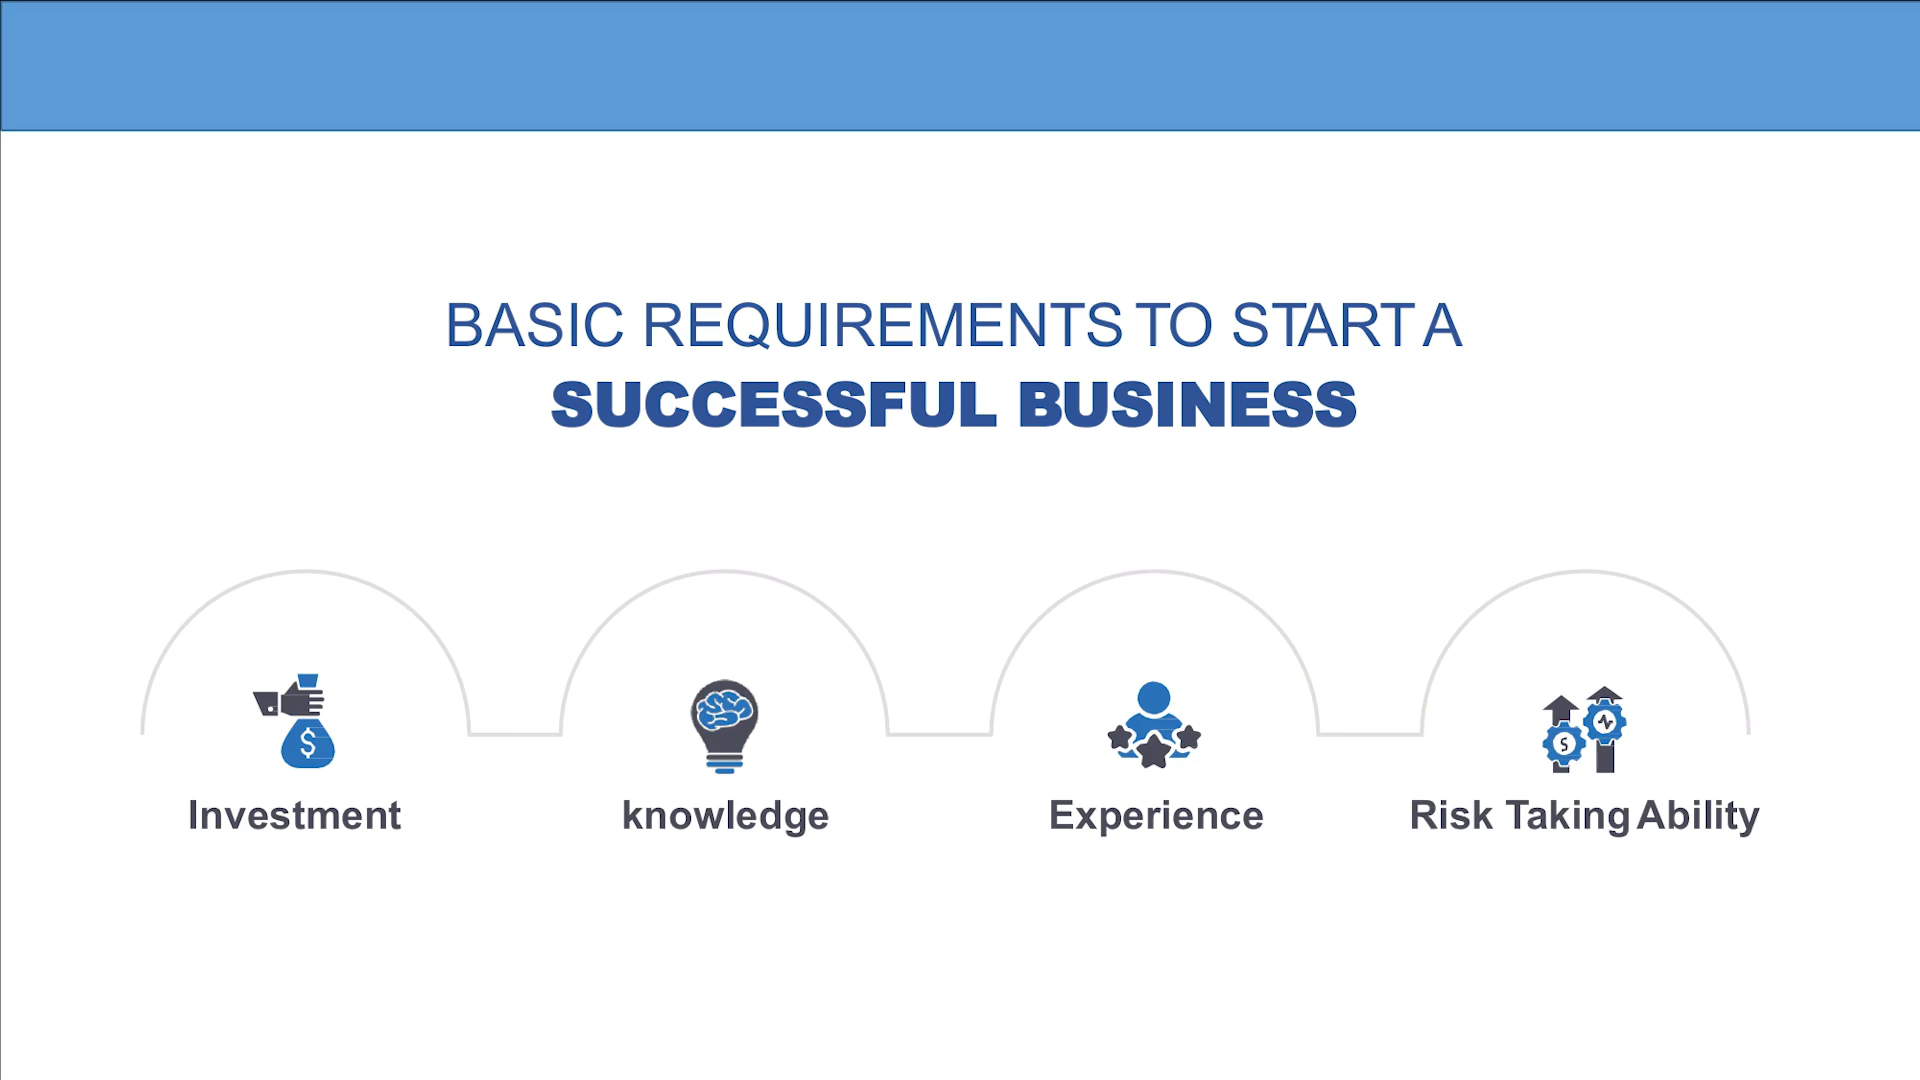 BASIC REQUIREMENTS TO START A
SUCCESSFUL BUSINESS
$
$
Investment
knowledge
Experience
Risk Taking Ability